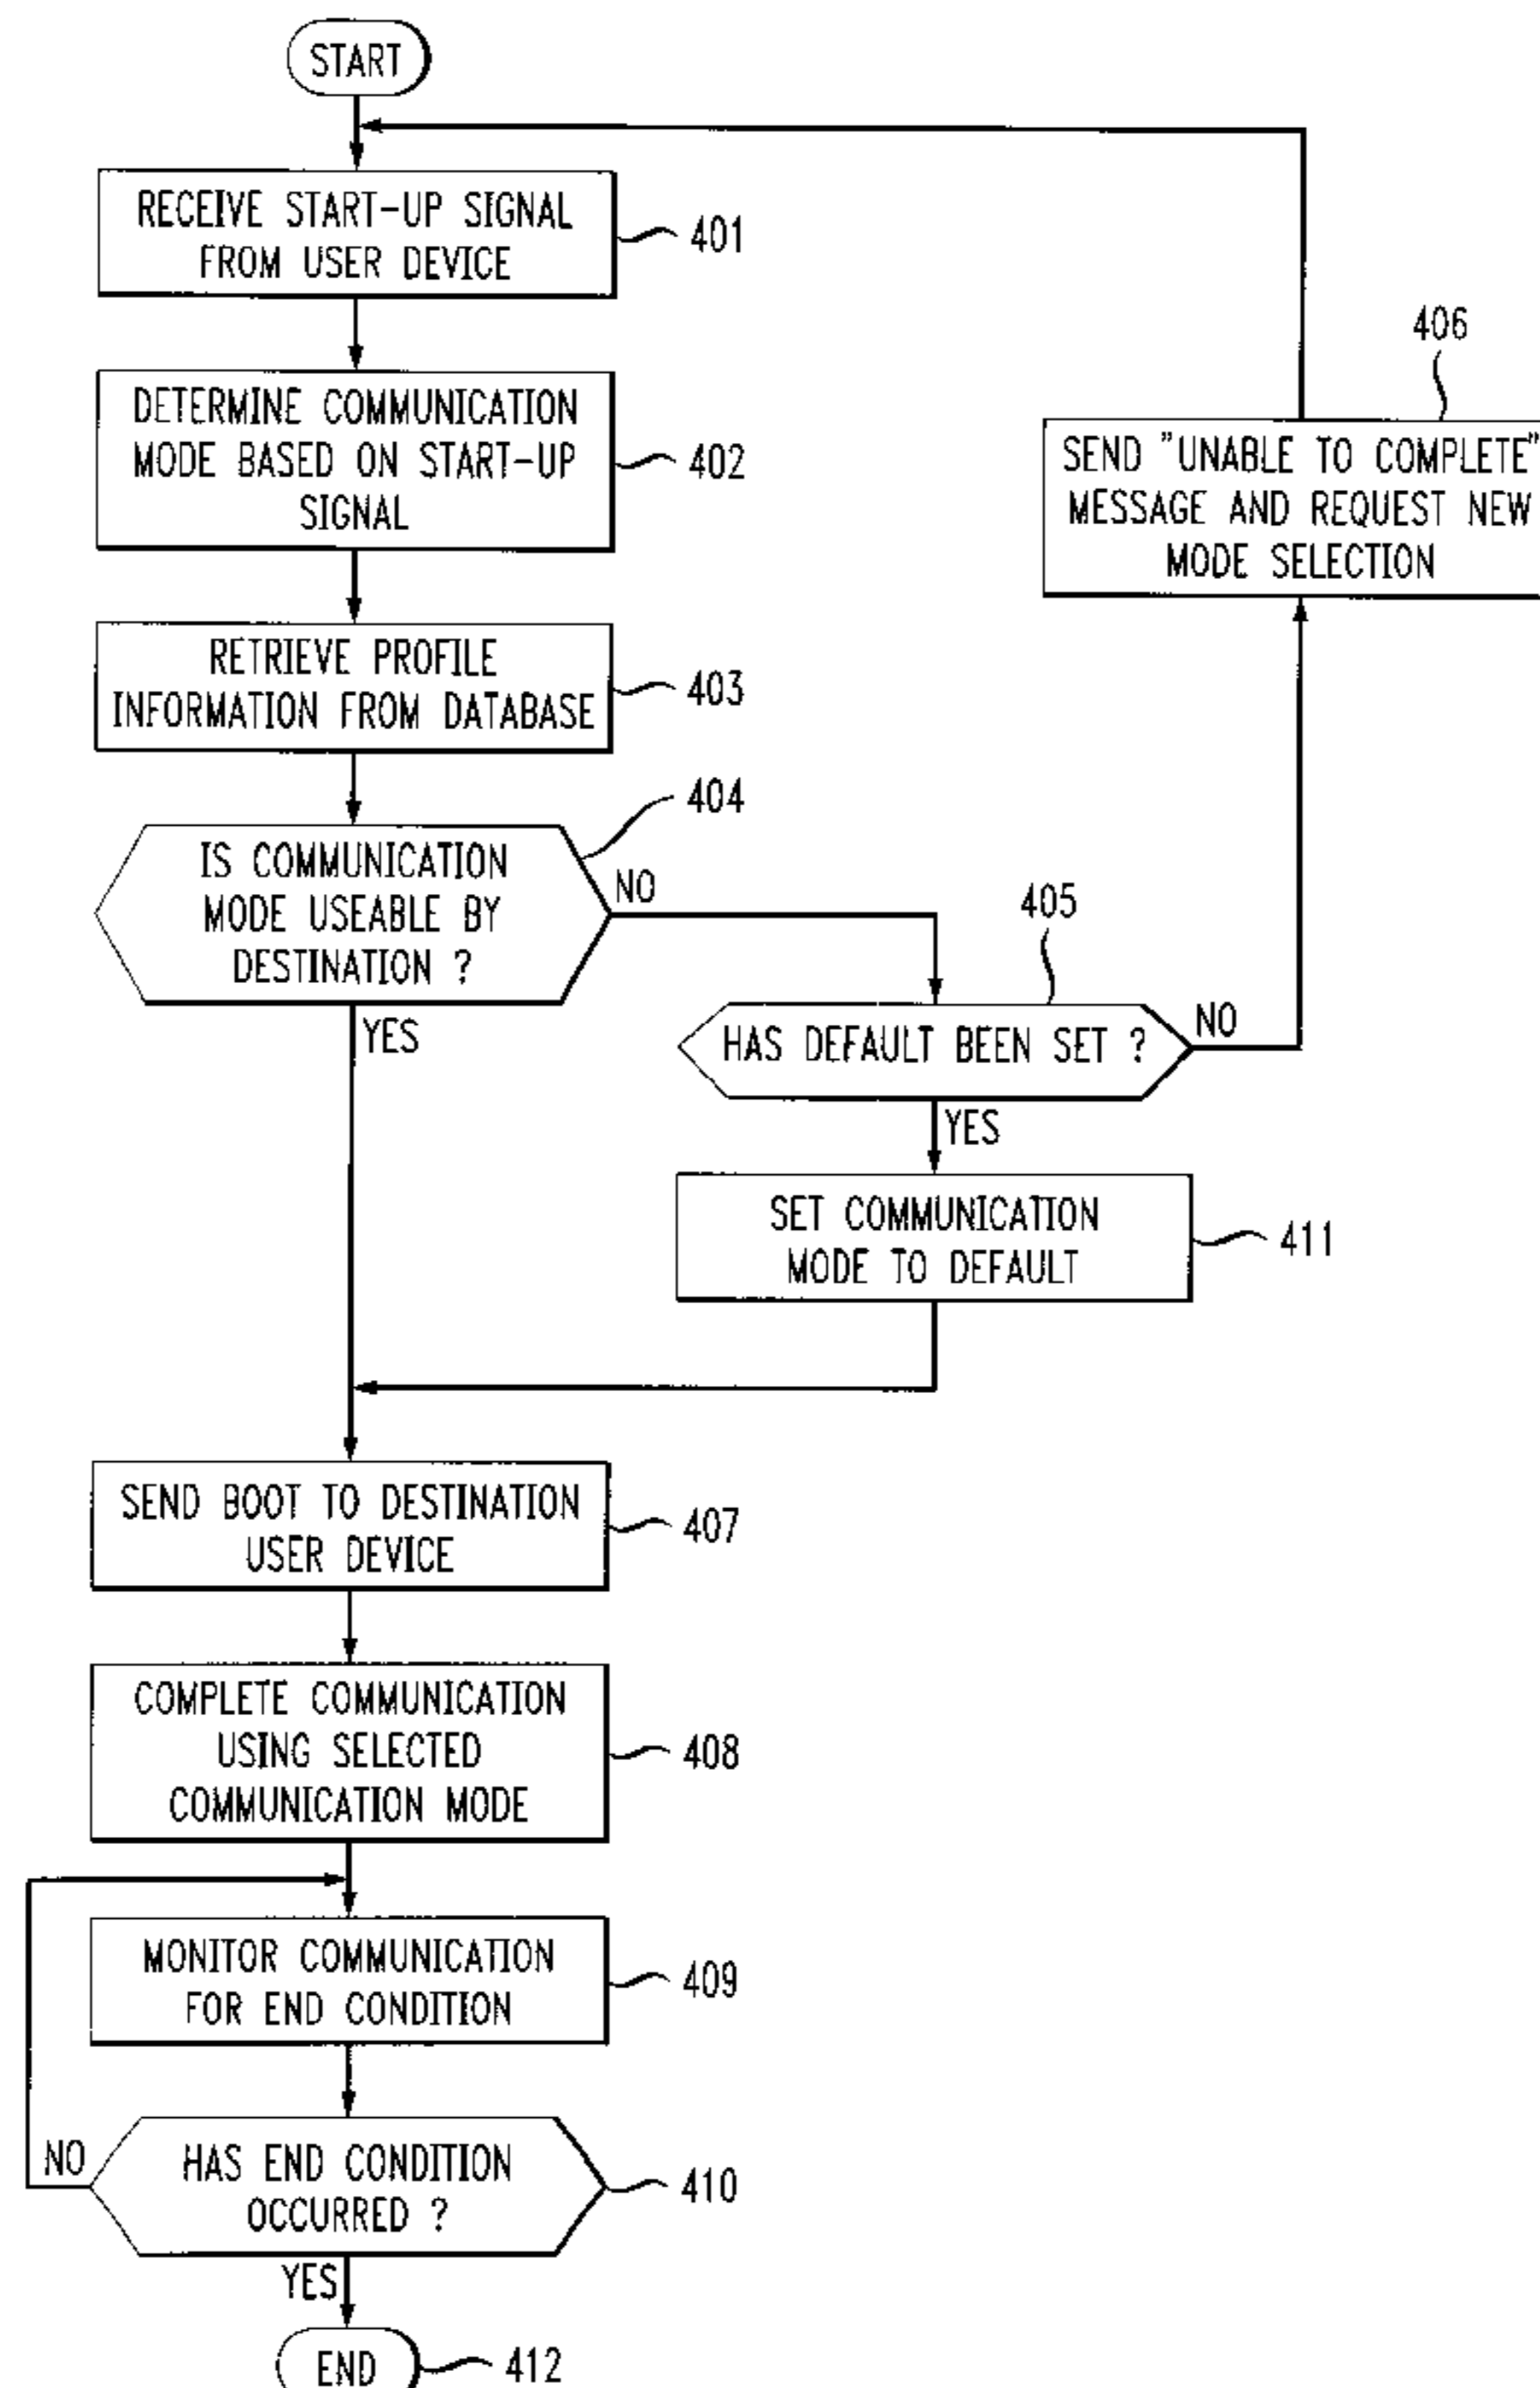 START
RECEIVE START-UP SIGNAL
FROM USER DEVICE
401
DETERMINE COMMUNICATION
MODE BASED ON START-UP
SIGNAL
402
RETRIEVE PROFILE
INFORMATION FROM DATABASE
403
IS COMMUNICATION
MODE USEABLE BY
DESTINATION ?
404
NO
YES
405
HAS DEFAULT BEEN SET ?
NO
YES
406
SEND "UNABLE TO COMPLETE"
MESSAGE AND REQUEST NEW
MODE SELECTION
SET COMMUNICATION
MODE TO DEFAULT
411
SEND BOOT TO DESTINATION
USER DEVICE
407
COMPLETE COMMUNICATION
USING SELECTED
COMMUNICATION MODE
408
MONITOR COMMUNICATION
FOR END CONDITION
409
HAS END CONDITION
OCCURRED ?
410
NO
YES
END
412